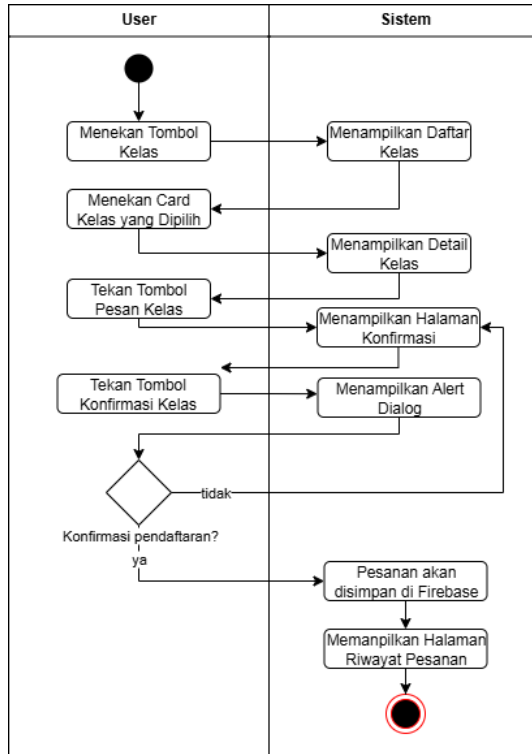 User
Sistem
Menekan Tombol
Kelas
Menampilkan Daftar
Kelas
Menekan Card
Kelas yang Dipilih
Menampilkan Detail
Kelas
Tekan Tombol
Pesan Kelas
Menampilkan Halaman
Konfirmasi
Tekan Tombol
Konfirmasi Kelas
Menampilkan Alert
Dialog
tidak
Konfirmasi pendaftaran?
ya
Pesanan akan
disimpan di Firebase
Memanpilkan Halaman
Riwayat Pesanan